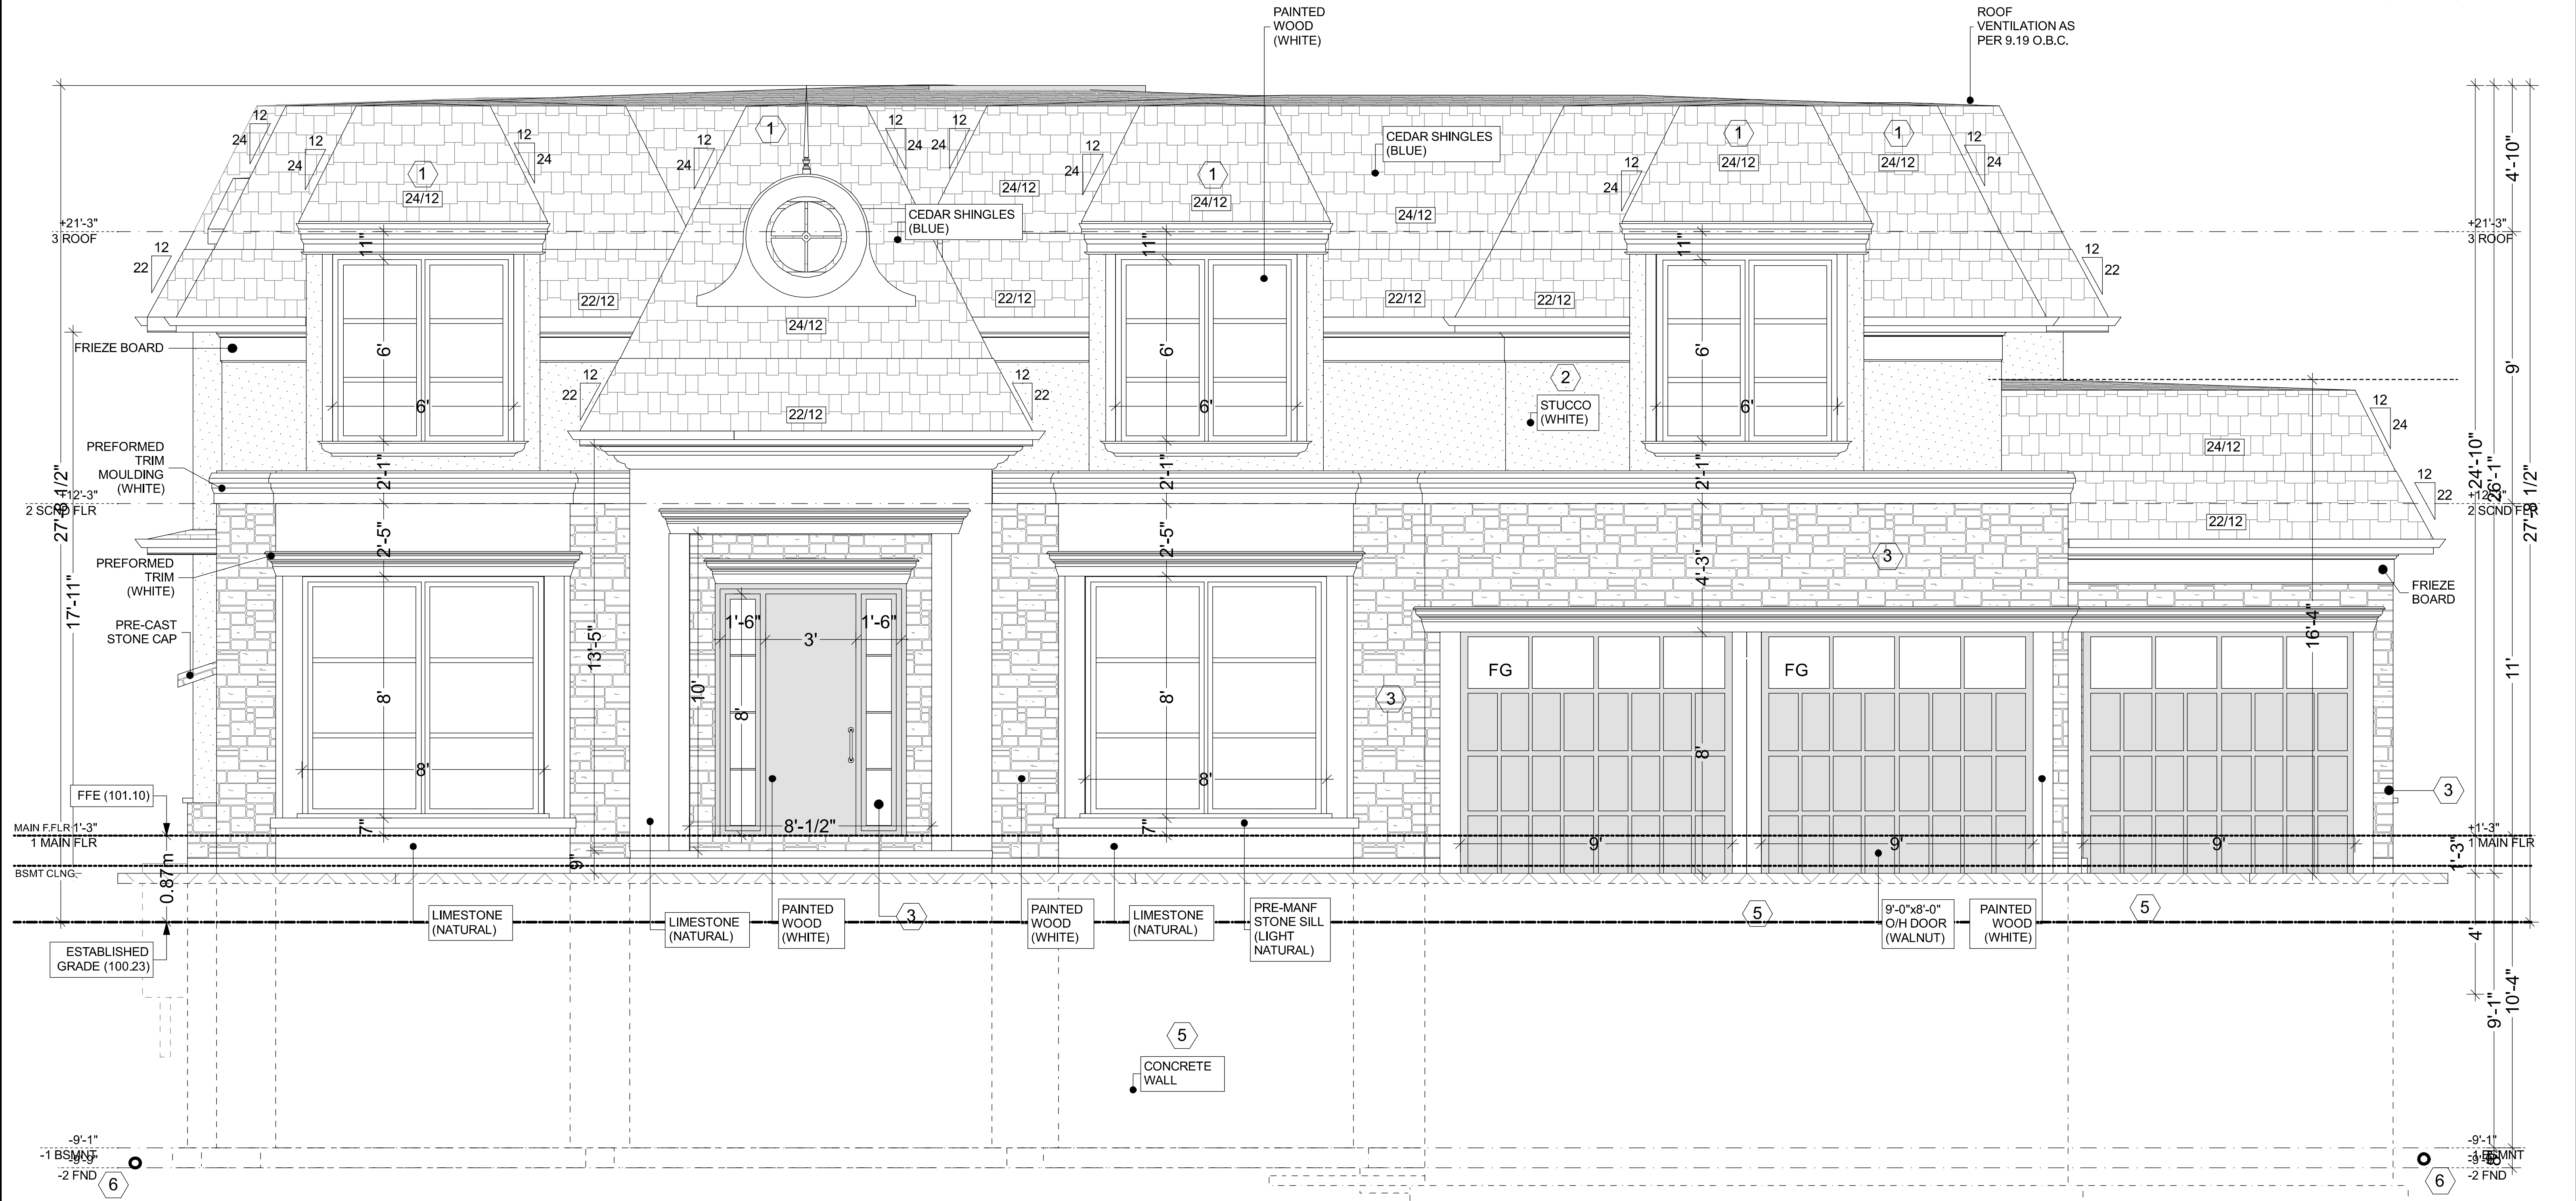 PAINTED
WOOD
(WHITE)
ROOF
VENTILATION AS
PER 9.19 O.B.C.
12
24
12
24
1
24/12
12
24
12
24
1
12
24
12
24
24/12
12
24
1
24/12
CEDAR SHINGLES
(BLUE)
24/12
12
24
1
24/12
1
24/12
12
24
4'-10"
+21'-3"
3 ROOF
12
22
11"
CEDAR SHINGLES
(BLUE)
11"
11"
+21'-3"
3 ROOF
12
22
22/12
24/12
22/12
22/12
22/12
FRIEZE BOARD
6'
6'
12
22
22/12
12
22
6'
6'
2
STUCCO
(WHITE)
6'
6'
9'
12
24
24/12
PREFORMED
TRIM
MOULDING
(WHITE)
27'-8 1/2"
+12'-3"
2 SCND FLR
2'-1"
2'-1"
2'-1"
12
22
22/12
24'-10"
26'-1"
27'-8 1/2"
+12'-3"
2 SCND FLR
17'-11"
PREFORMED
TRIM
(WHITE)
2'-5"
2'-5"
4'-3"
3
FRIEZE
BOARD
PRE-CAST
STONE CAP
13'-5"
1'-6"
3'
1'-6"
10'
8'
8'
8'
8'
8'
3
FG
FG
8'
16'-4"
11'
FFE (101.10)
3
MAIN F.FLR 1'-3"
1 MAIN FLR
7"
8'-1/2"
7"
9'
9'
9'
+1'-3"
1 MAIN FLR
1'-3"
BSMT CLNG.
0.87m
9"
LIMESTONE
(NATURAL)
LIMESTONE
(NATURAL)
PAINTED
WOOD
(WHITE)
3
PAINTED
WOOD
(WHITE)
LIMESTONE
(NATURAL)
PRE-MANF
STONE SILL
(LIGHT
NATURAL)
5
9'-0"x8'-0"
O/H DOOR
(WALNUT)
PAINTED
WOOD
(WHITE)
5
4'
ESTABLISHED
GRADE (100.23)
9'-1"
10'-4"
5
CONCRETE
WALL
-9'-1"
-1 BSMNT
-9'-9"
-2 FND
6
-9'-1"
-1 BSMNT
-2 FND
6